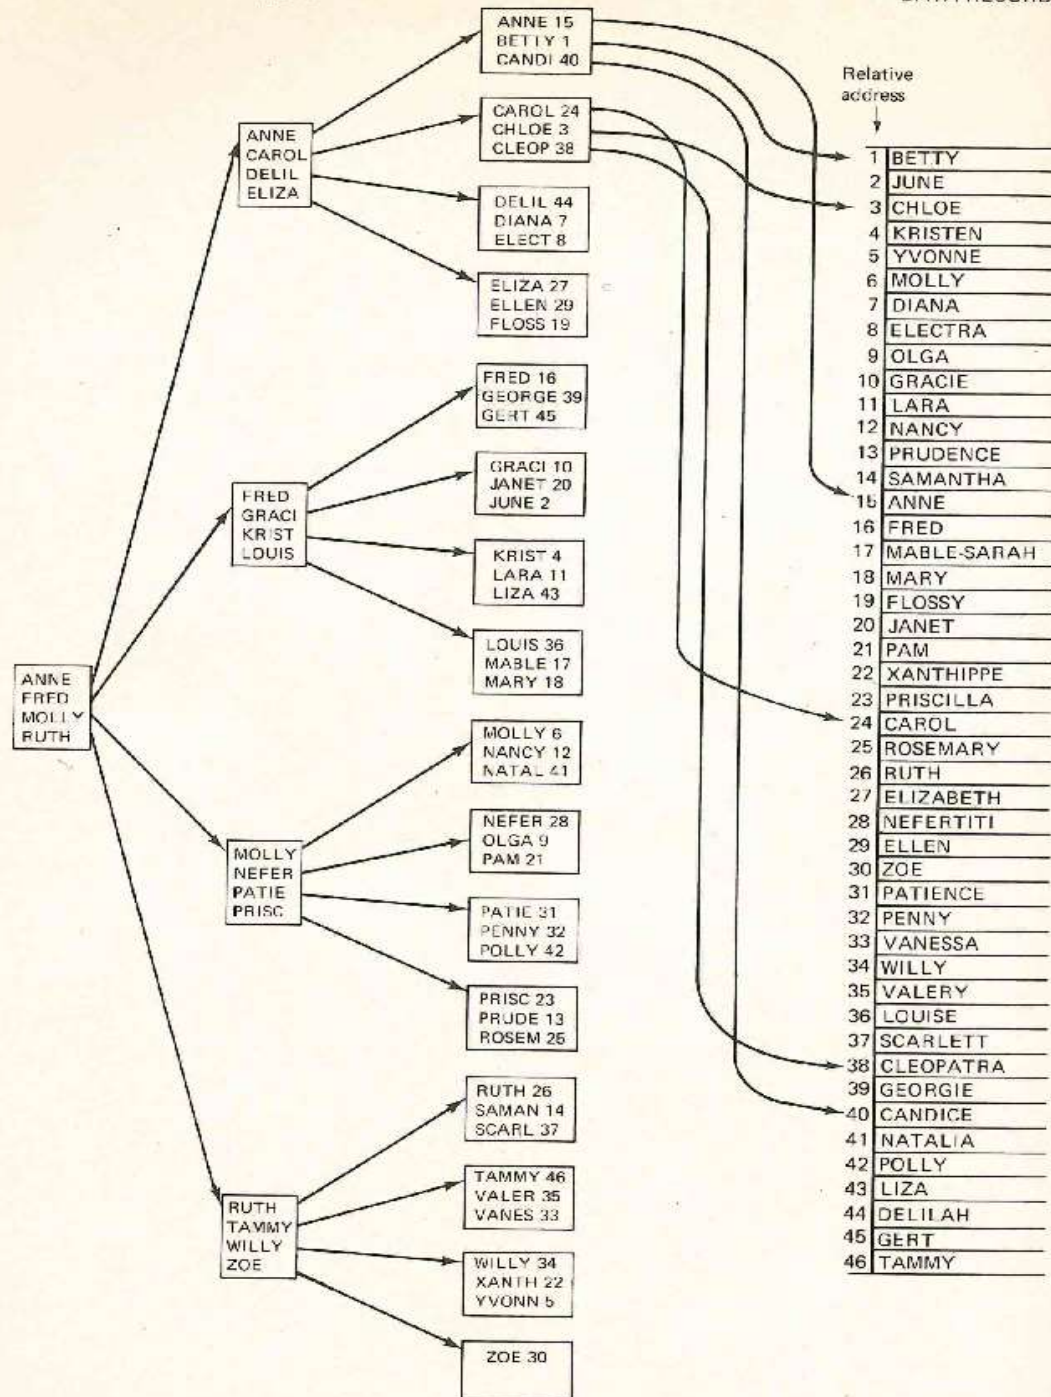 ANNE
FRED
MOLLY
RUTH
ANNE
CAROL
DELIL
ELIZA
FRED
GRACI
KRIST
LOUIS
MOLLY
NEFER
PATIE
PRISC
RUTH
TAMMY
WILLY
ZOE
ANNE 15
BETTY 1
CANDI 40
CAROL 24
CHLOE 3
CLEOP 38
DELIL 44
DIANA 7
ELECT 8
ELIZA 27
ELLEN 29
FLOSS 19
FRED 16
GEORGE 39
GERT 45
GRACI 10
JANET 20
JUNE 2
KRIST 4
LARA 11
LIZA 43
LOUIS 36
MABLE 17
MARY 18
MOLLY 6
NANCY 12
NATAL 41
NEFER 28
OLGA 9
PAM 21
PATIE 31
PENNY 32
POLLY 42
PRISC 23
PRUDE 13
ROSEM 25
RUTH 26
SAMAN 14
SCARL 37
TAMMY 46
VALER 35
VANES 33
WILLY 34
XANTH 22
YVONN 5
ZOE 30
Relative
address
1 BETTY
2 JUNE
3 CHLOE
4 KRISTEN
5 YVONNE
6 MOLLY
7 DIANA
8 ELECTRA
9 OLGA
10 GRACIE
11 LARA
12 NANCY
13 PRUDENCE
14 SAMANTHA
15 ANNE
16 FRED
17 MABLE-SARAH
18 MARY
19 FLOSSY
20 JANET
21 PAM
22 XANTHIPPE
23 PRISCILLA
24 CAROL
25 ROSEMARY
26 RUTH
27 ELIZABETH
28 NEFERTITI
29 ELLEN
30 ZOE
31 PATIENCE
32 PENNY
33 VANESSA
34 WILLY
35 VALERY
36 LOUISE
37 SCARLETT
38 CLEOPATRA
39 GEORGIE
40 CANDICE
41 NATALIA
42 POLLY
43 LIZA
44 DELILAH
45 GERT
46 TAMMY